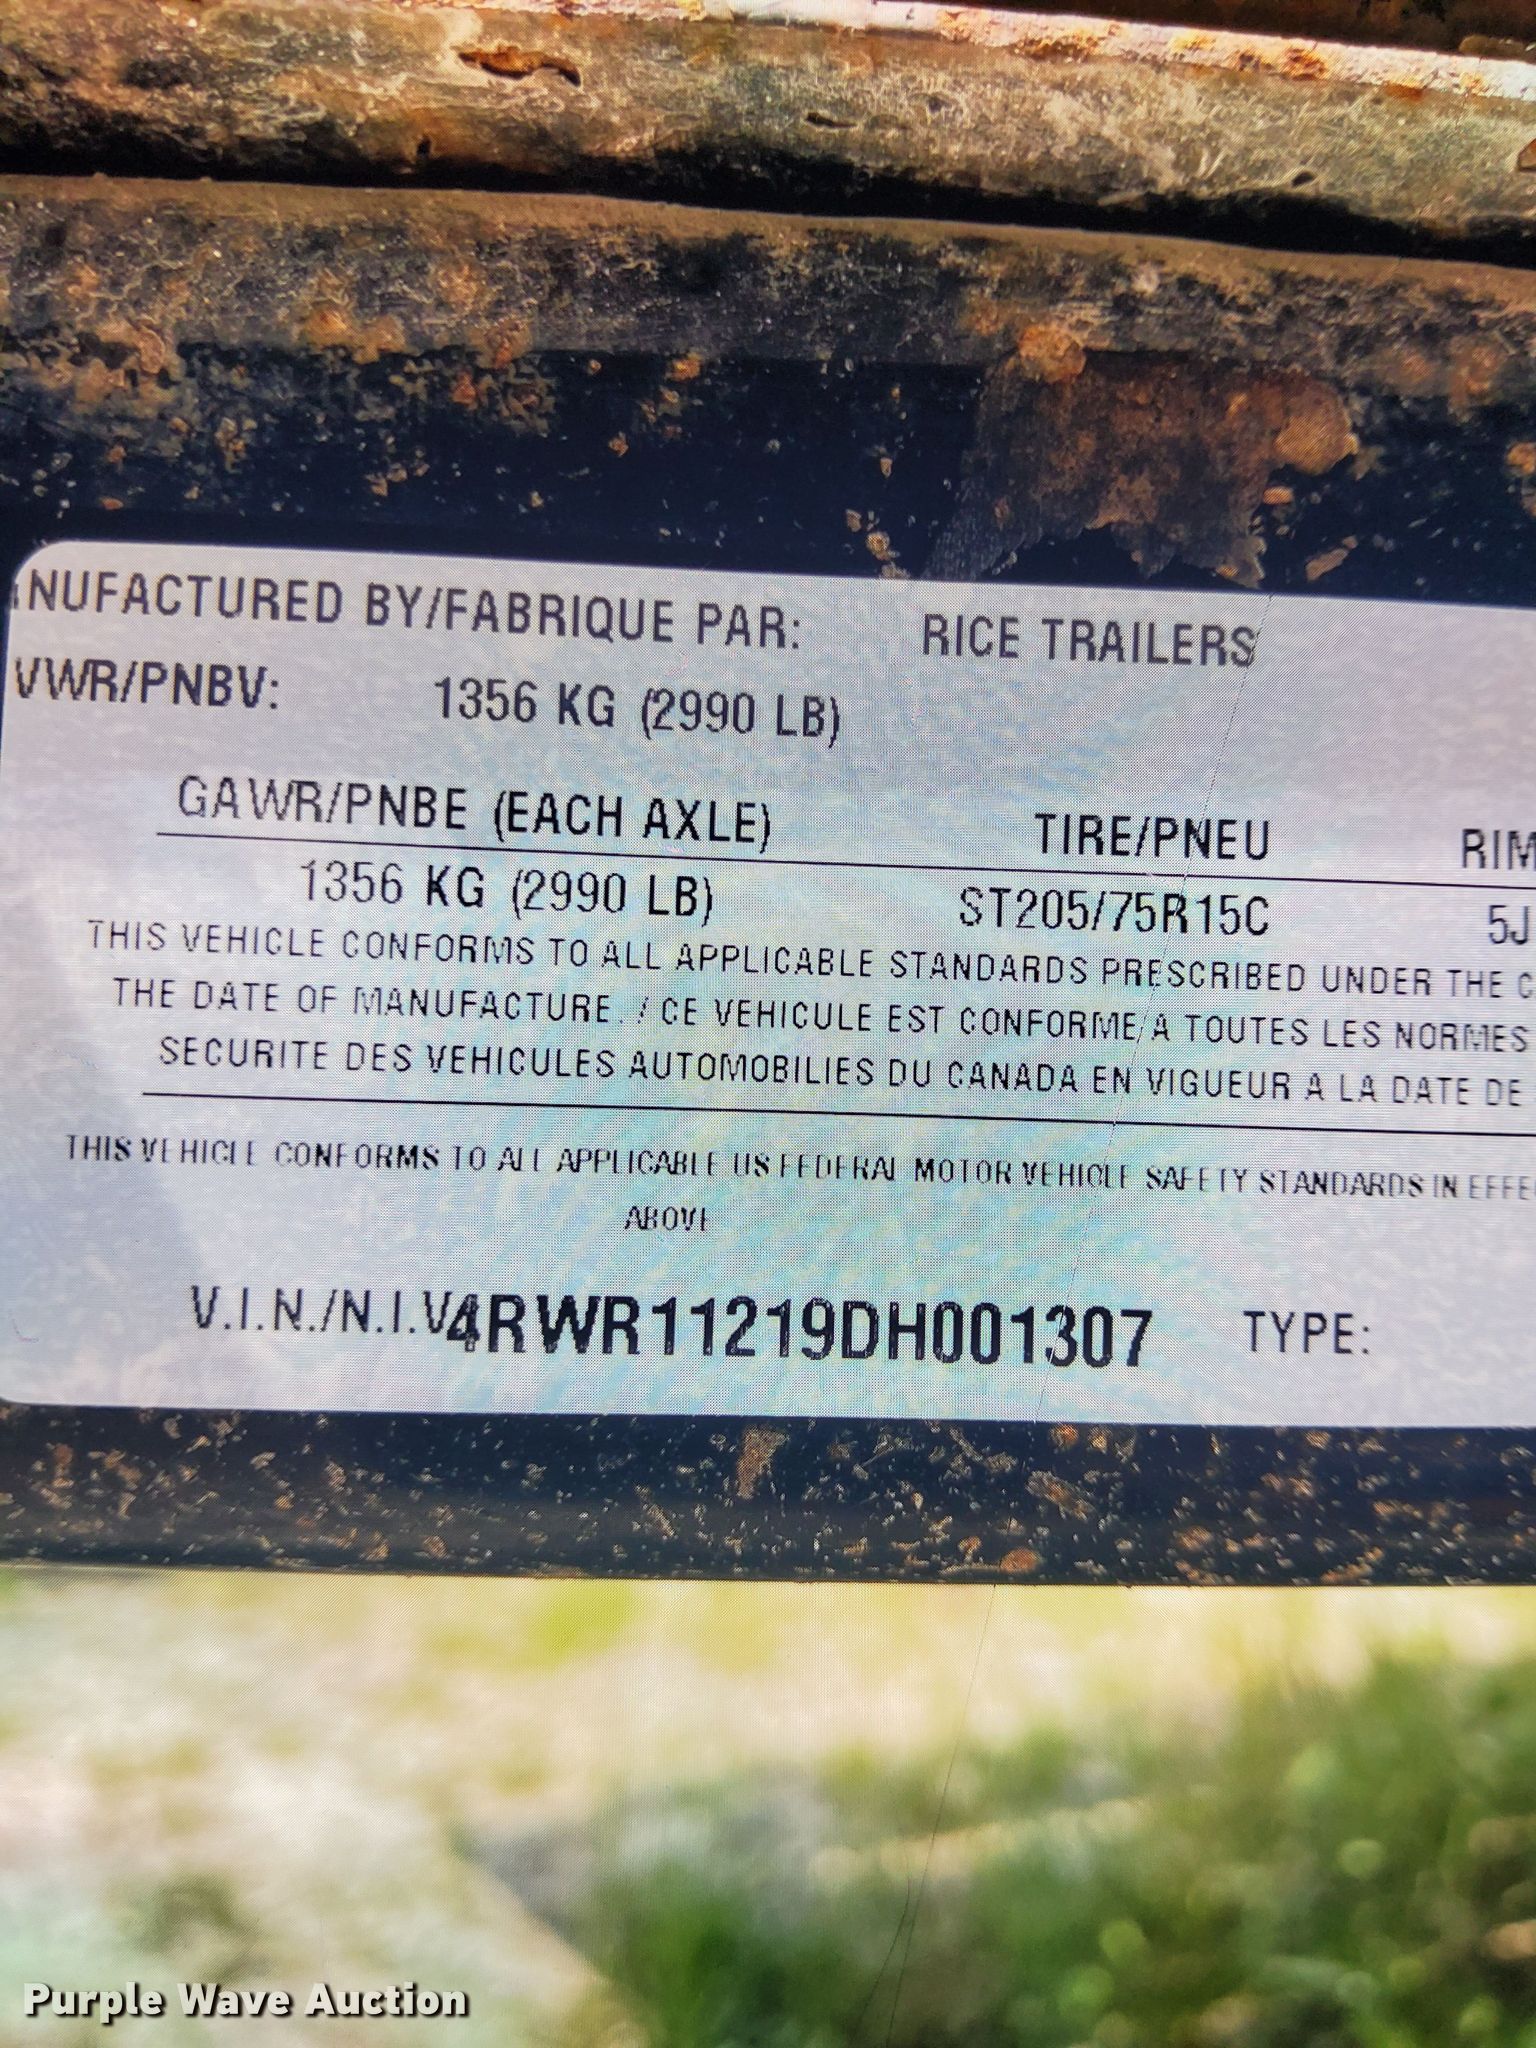 NUFACTURED BY/FABRIQUE PAR: RICE TRAILERS
VWR/PNBV: 1356 KG (2990 LB)
GAWR/PNBE (EACH AXLE) TIRE/PNEU RIM
1356 KG (2990 LB) ST205/75R15C 5J
THIS VEHICLE CONFORMS TO ALL APPLICABLE STANDARDS PRESCRIBED UNDER THE C
THE DATE OF MANUFACTURE. / CE VEHICULE EST CONFORME A TOUTES LES NORMES
SECURITE DES VEHICULES AUTOMOBILIES DU CANADA EN VIGUEUR A LA DATE DE
THIS VEHICLE CONFORMS TO ALL APPLICABLE US FEDERAL MOTOR VEHICLE SAFETY STANDARDS IN EFFE
ABOVE
V.I.N./N.I.V 4RWR11219DH001307 TYPE:
Purple Wave Auction